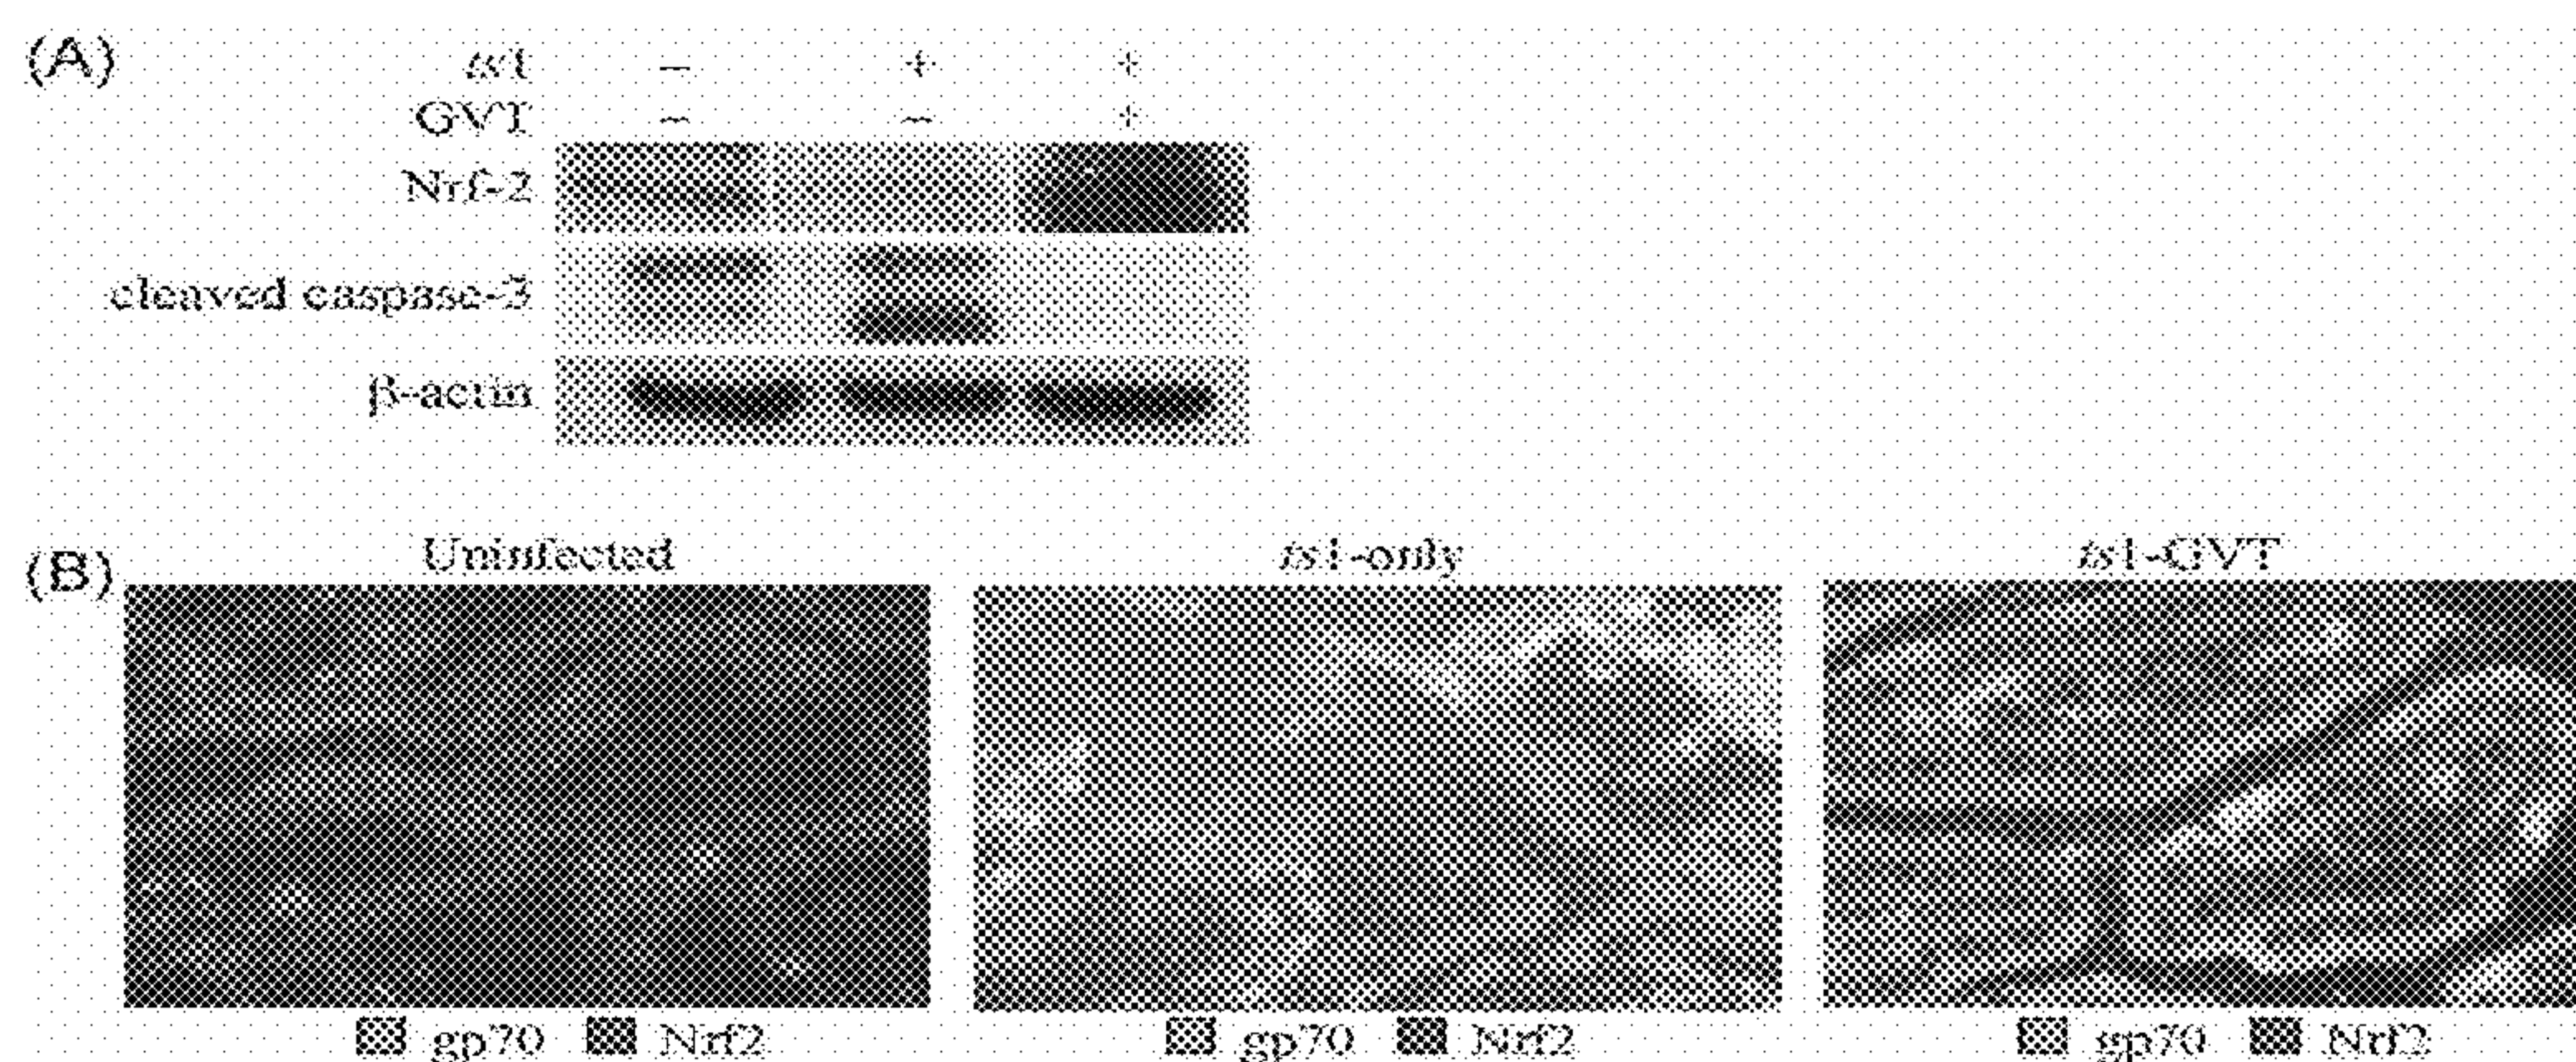 (A)
ts1 − + +
GVT − − +
Nrf-2
cleaved caspase-3
β-actin
(B)
Uninfected ts1-only ts1-GVT
gp70 Nrf2 gp70 Nrf2 gp70 Nrf2